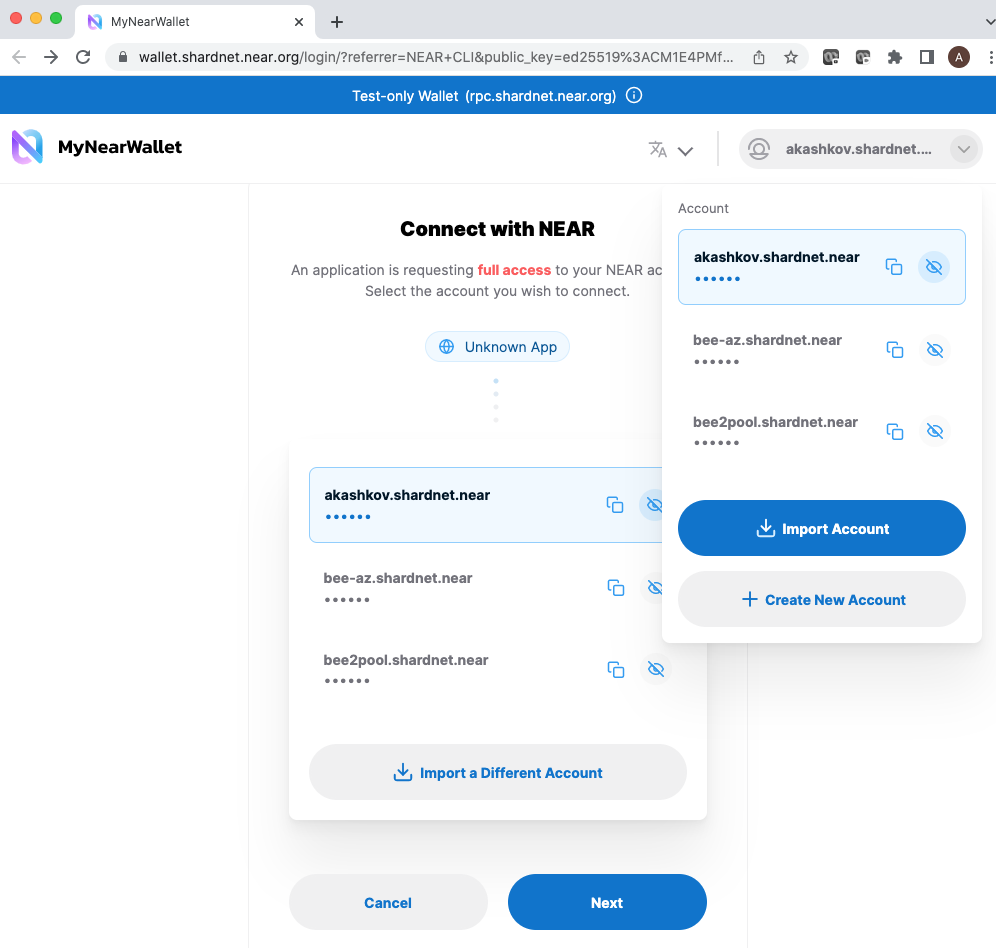 MyNearWallet
wallet.shardnet.near.org/login/?referrer=NEAR+CLI&public_key=ed25519%3ACM1E4PMf...
A
Test-only Wallet (rpc.shardnet.near.org)
MyNearWallet
akashkov.shardnet....
Connect with NEAR
An application is requesting full access to your NEAR ac
Select the account you wish to connect.
Unknown App
akashkov.shardnet.near
••••••
bee-az.shardnet.near
••••••
bee2pool.shardnet.near
••••••
Import a Different Account
Cancel
Next
Account
akashkov.shardnet.near
••••••
bee-az.shardnet.near
••••••
bee2pool.shardnet.near
••••••
Import Account
Create New Account